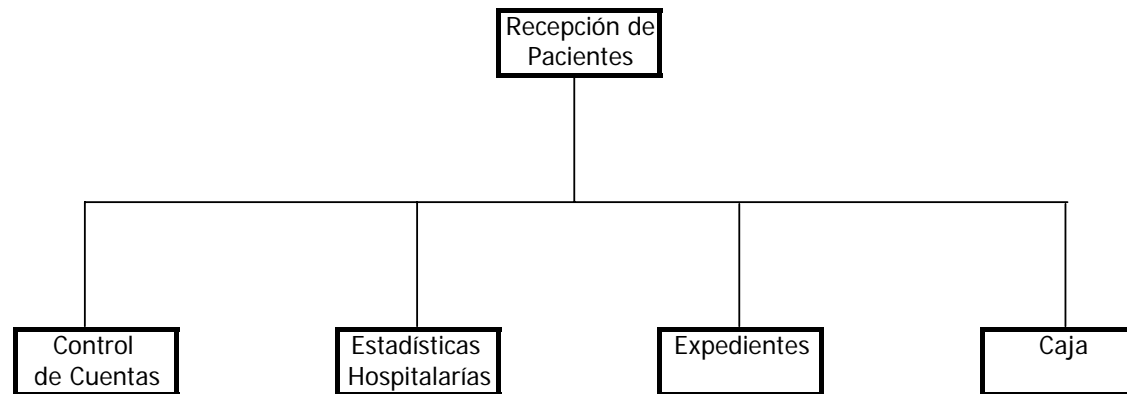 Recepción de
Pacientes
Control
de Cuentas
Estadísticas
Hospitalarías
Expedientes
Caja